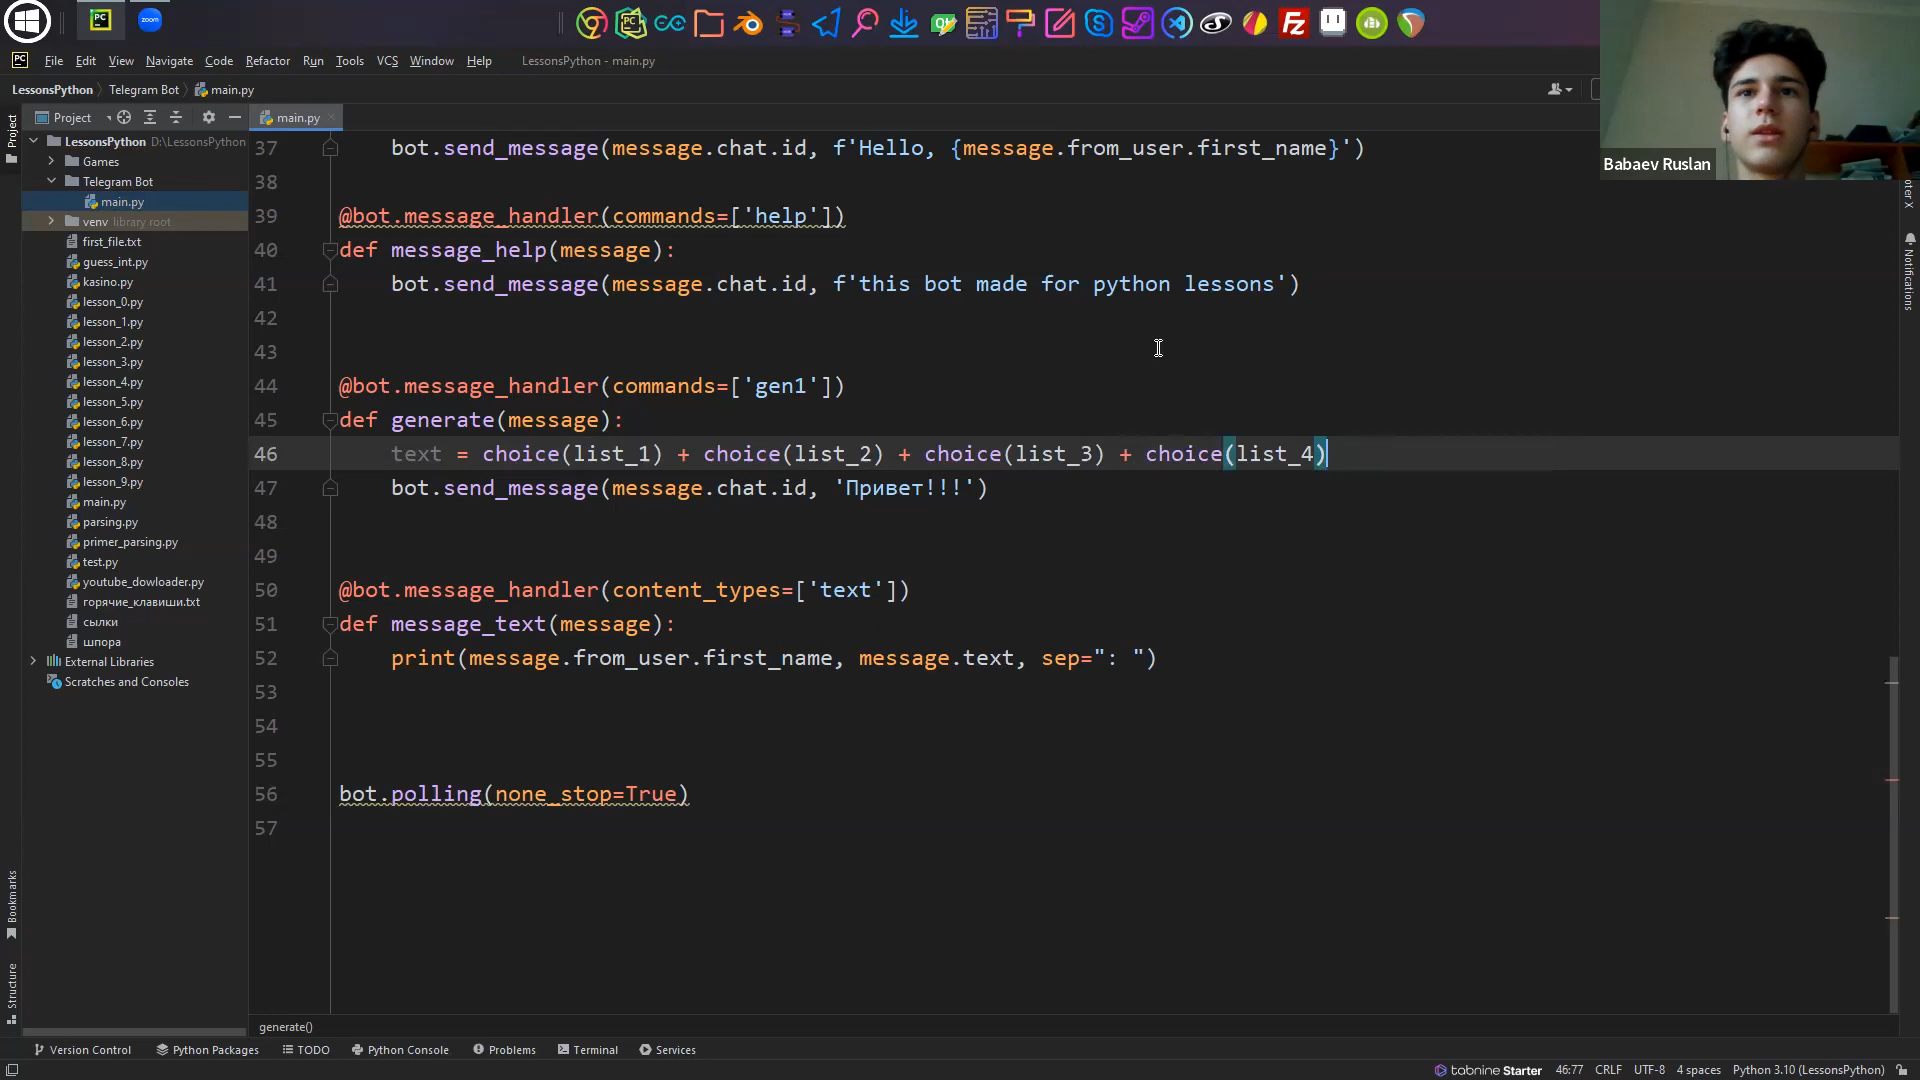 PC
zoom
PC
File Edit View Navigate Code Refactor Run Tools VCS Window Help LessonsPython - main.py
LessonsPython Telegram Bot main.py
Project
main.py
LessonsPython D:\LessonsPython
Games
Telegram Bot
main.py
venv library root
first_file.txt
guess_int.py
kasino.py
lesson_0.py
lesson_1.py
lesson_2.py
lesson_3.py
lesson_4.py
lesson_5.py
lesson_6.py
lesson_7.py
lesson_8.py
lesson_9.py
main.py
parsing.py
primer_parsing.py
test.py
youtube_dowloader.py
горячие_клавиши.txt
сылки
шпора
External Libraries
Scratches and Consoles
37 bot.send_message(message.chat.id, f'Hello, {message.from_user.first_name}')
38
39 @bot.message_handler(commands=['help'])
40 def message_help(message):
41 bot.send_message(message.chat.id, f'this bot made for python lessons')
42
43
44 @bot.message_handler(commands=['gen1'])
45 def generate(message):
46 text = choice(list_1) + choice(list_2) + choice(list_3) + choice(list_4)
47 bot.send_message(message.chat.id, 'Привет!!!')
48
49
50 @bot.message_handler(content_types=['text'])
51 def message_text(message):
52 print(message.from_user.first_name, message.text, sep=": ")
53
54
55
56 bot.polling(none_stop=True)
57
generate()
Project
Bookmarks
Structure
Babaev Ruslan
Notifications
Version Control Python Packages TODO Python Console Problems Terminal Services
tabnine Starter 46:77 CRLF UTF-8 4 spaces Python 3.10 (LessonsPython)